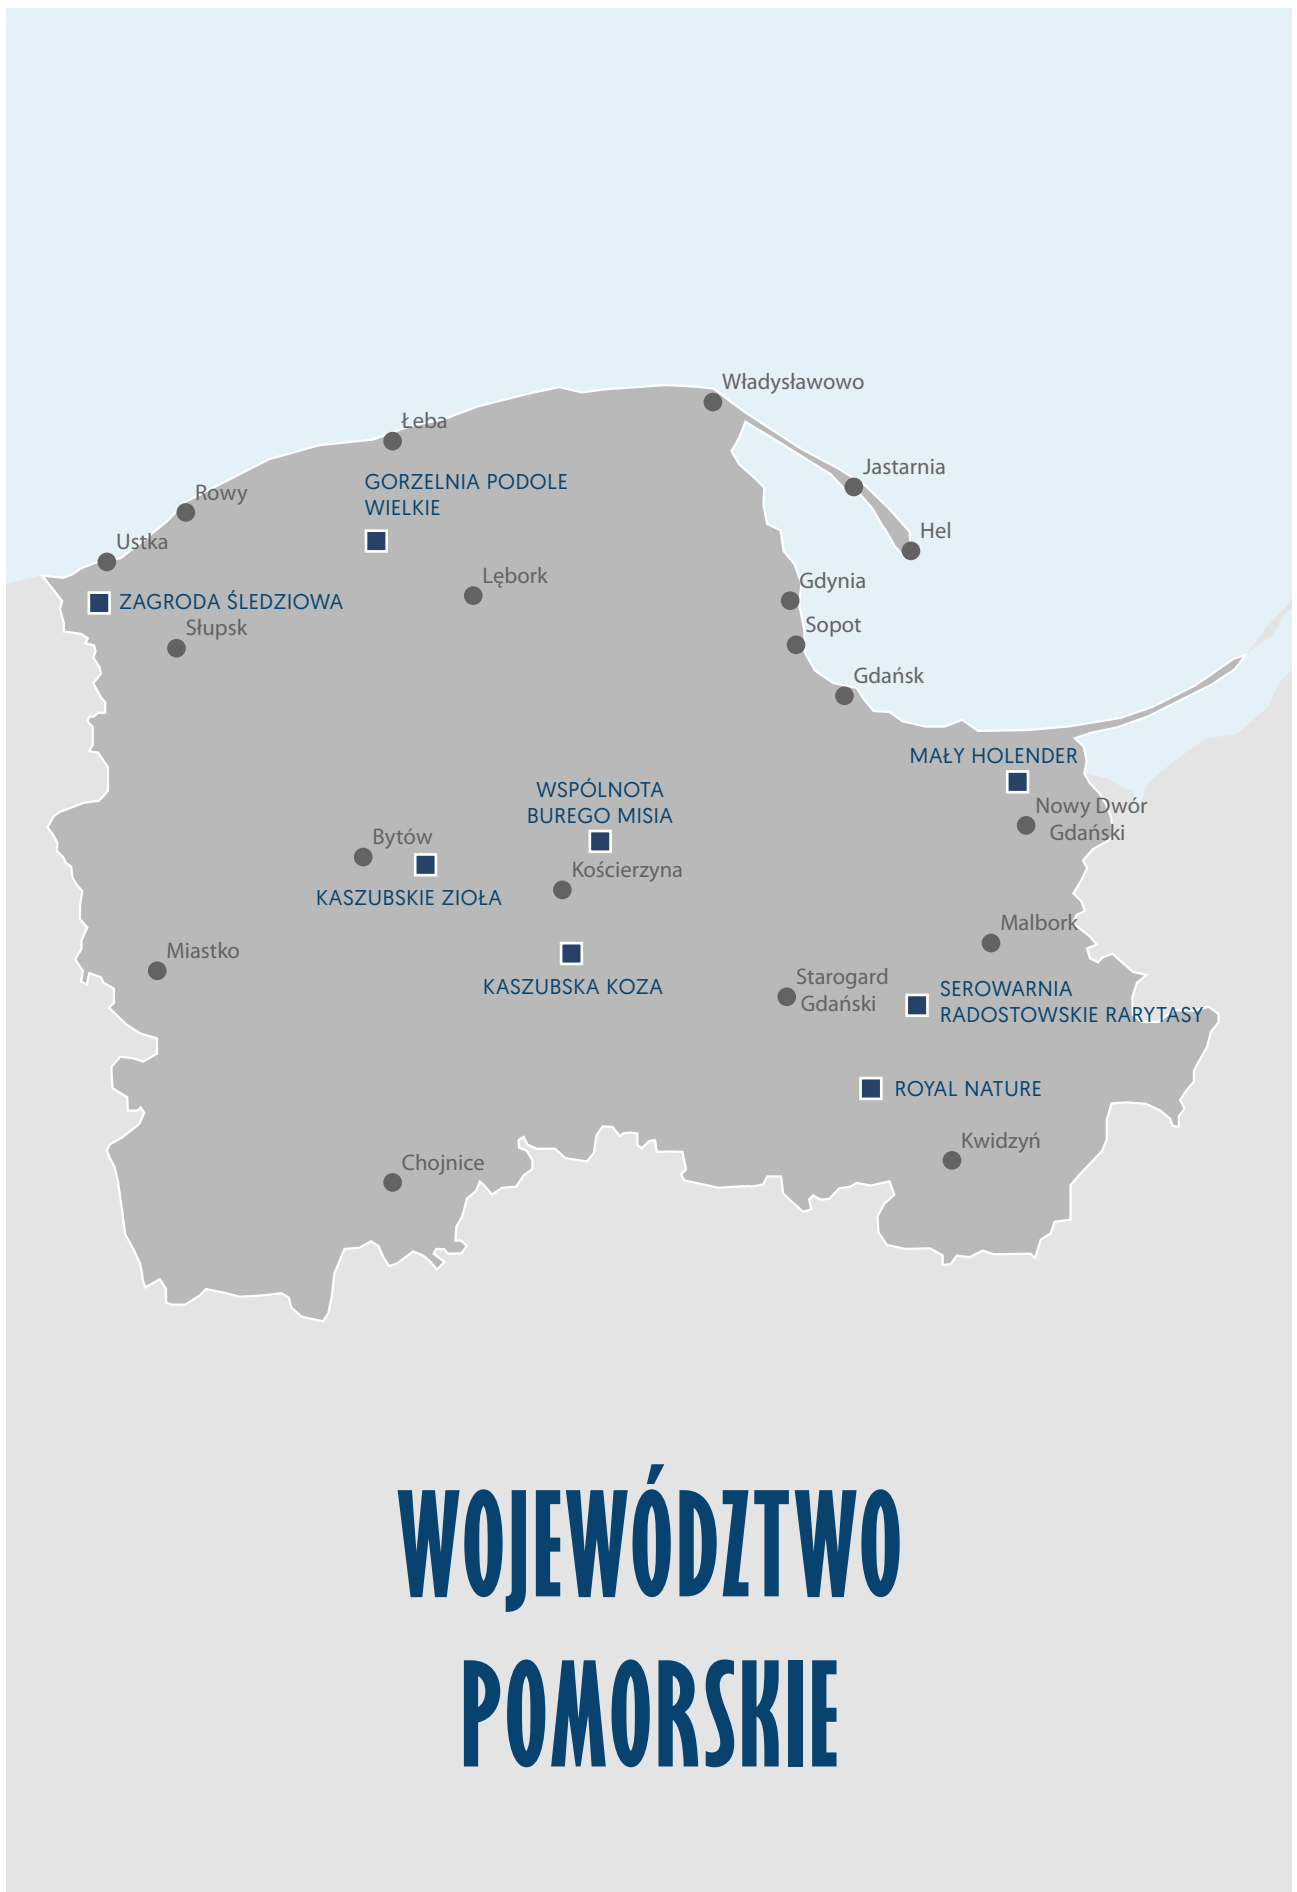 Władysławowo
Łeba
Jastarnia
GORZELNIA PODOLE
WIELKIE
Rowy
Hel
Ustka
Lębork
Gdynia
ZAGRODA ŚLEDZIOWA
Słupsk
Sopot
Gdańsk
MAŁY HOLENDER
WSPÓLNOTA
BUREGO MISIA
Nowy Dwór
Gdański
Bytów
Kościerzyna
KASZUBSKIE ZIOŁA
Malbork
Miastko
KASZUBSKA KOZA
Starogard
Gdański
SEROWARNIA
RADOSTOWSKIE RARYTASY
ROYAL NATURE
Kwidzyń
Chojnice
WOJEWÓDZTWO
POMORSKIE